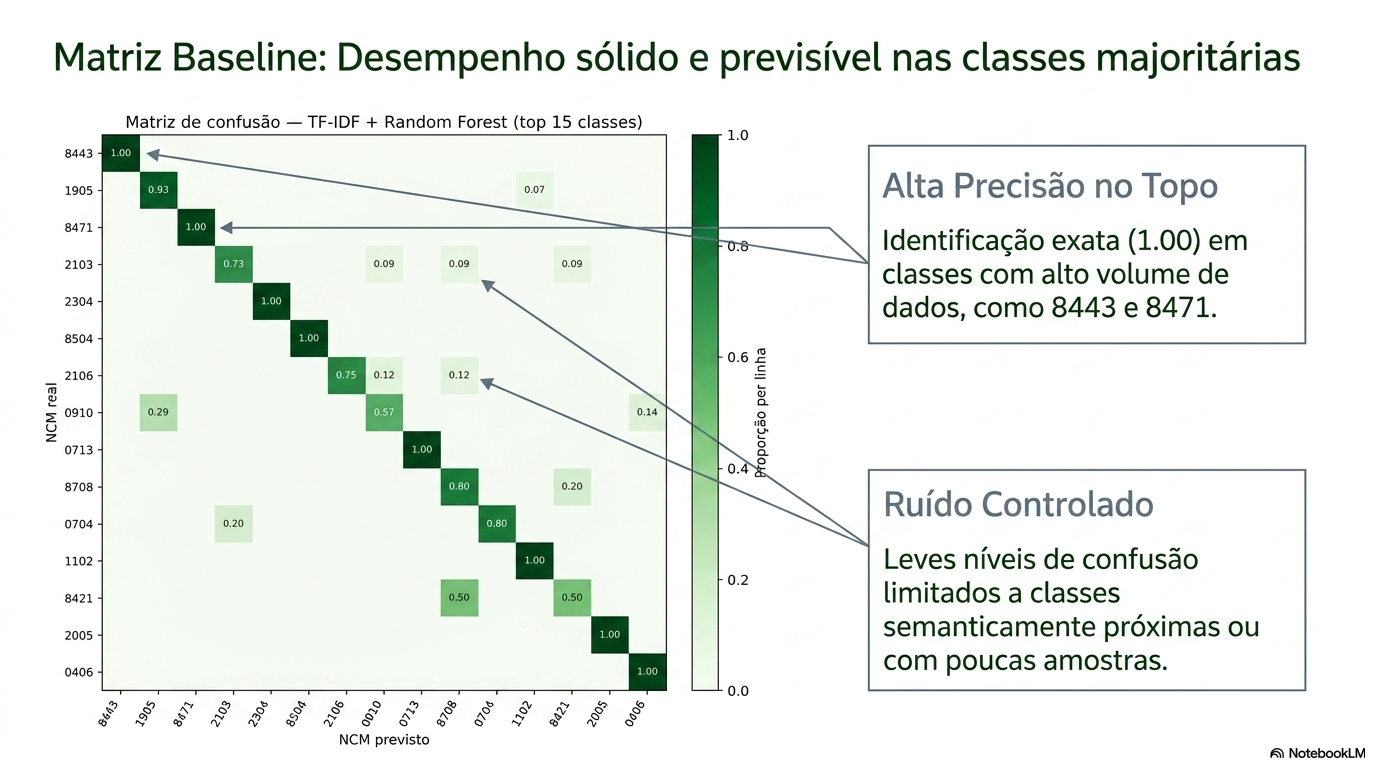 Matriz Baseline: Desempenho sólido e previsível nas classes majoritárias
Matriz de confusão — TF-IDF + Random Forest (top 15 classes)
NCM real
8443 1.00
1905 0.93 0.07
8471 1.00
2103 0.73 0.09 0.09 0.09
2304 1.00
8504 1.00
2106 0.75 0.12 0.12
0910 0.29 0.57 0.14
0713 1.00
8708 0.80 0.20
0704 0.20 0.80
1102 1.00
8421 0.50 0.50
2005 1.00
0406 1.00
8443 1905 8471 2103 2304 8504 2106 0010 0713 8708 0704 1102 8421 2005 0406
NCM previsto
1.0
0.8
0.6
0.4
0.2
0.0
Proporção per linha
Alta Precisão no Topo
Identificação exata (1.00) em
classes com alto volume de
dados, como 8443 e 8471.
Ruído Controlado
Leves níveis de confusão
limitados a classes
semanticamente próximas ou
com poucas amostras.
NotebookLM